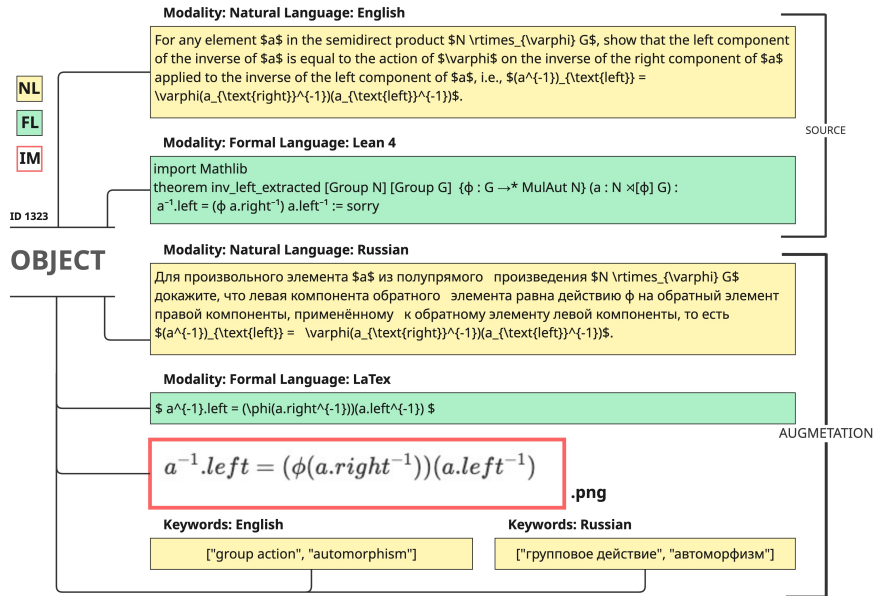 Modality: Natural Language: English
For any element $a$ in the semidirect product $N \rtimes_{\varphi} G$, show that the left component
of the inverse of $a$ is equal to the action of $\varphi$ on the inverse of the right component of $a$
applied to the inverse of the left component of $a$, i.e., $(a^{-1})_{\text{left}} =
\varphi(a_{\text{right}}^{-1})(a_{\text{left}}^{-1})$.
NL
FL
IM
SOURCE
Modality: Formal Language: Lean 4
import Mathlib
theorem inv_left_extracted [Group N] [Group G]  {ϕ : G →* MulAut N} (a : N ⋊[ϕ] G) :
a⁻¹.left = (ϕ a.right⁻¹) a.left⁻¹ := sorry
ID 1323
OBJECT
Modality: Natural Language: Russian
Для произвольного элемента $a$ из полупрямого   произведения $N \rtimes_{\varphi} G$
докажите, что левая компонента обратного   элемента равна действию ϕ на обратный элемент
правой компоненты, применённому   к обратному элементу левой компоненты, то есть
$(a^{-1})_{\text{left}} =   \varphi(a_{\text{right}}^{-1})(a_{\text{left}}^{-1})$.
Modality: Formal Language: LaTex
$ a^{-1}.left = (\phi(a.right^{-1}))(a.left^{-1}) $
AUGMETATION
a⁻¹.left = (ϕ(a.right⁻¹))(a.left⁻¹)
.png
Keywords: English
Keywords: Russian
["group action", "automorphism"]
["групповое действие", "автоморфизм"]